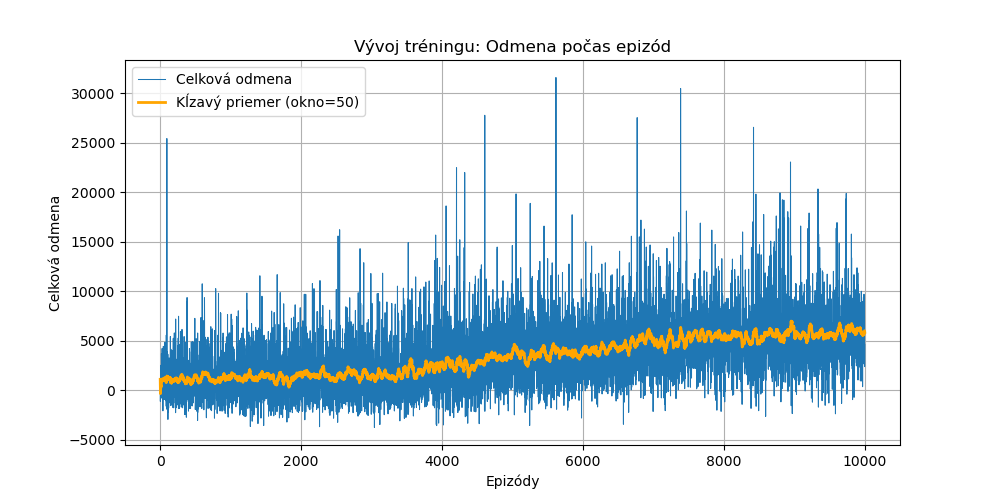 Vývoj tréningu: Odmena počas epizód
Celková odmena
Kĺzavý priemer (okno=50)
30000
25000
20000
15000
10000
5000
0
−5000
Celková odmena
0
2000
4000
6000
8000
10000
Epizódy